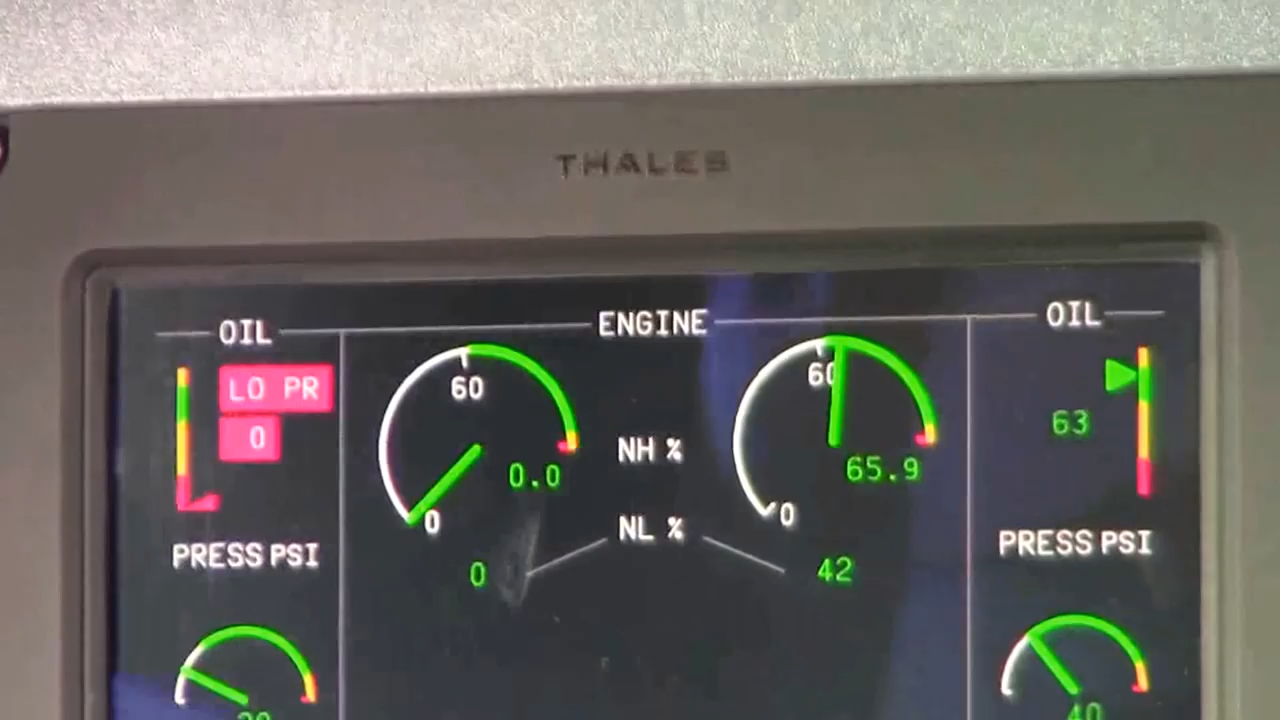 THALES
OIL ENGINE OIL
LO PR
60 60
0 63
NH %
0.0 65.9
0 0
NL %
PRESS PSI PRESS PSI
0 42
40